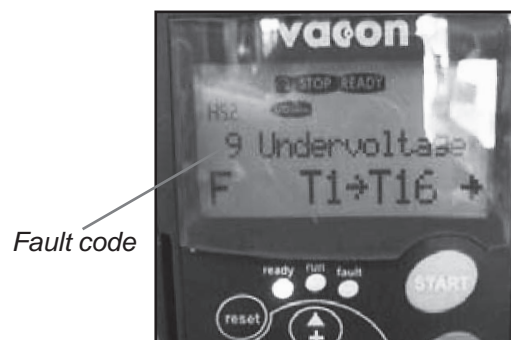 vacon
STOP READY
9 Undervoltage
F T1→T16 →
Fault code
ready run fault
START
reset